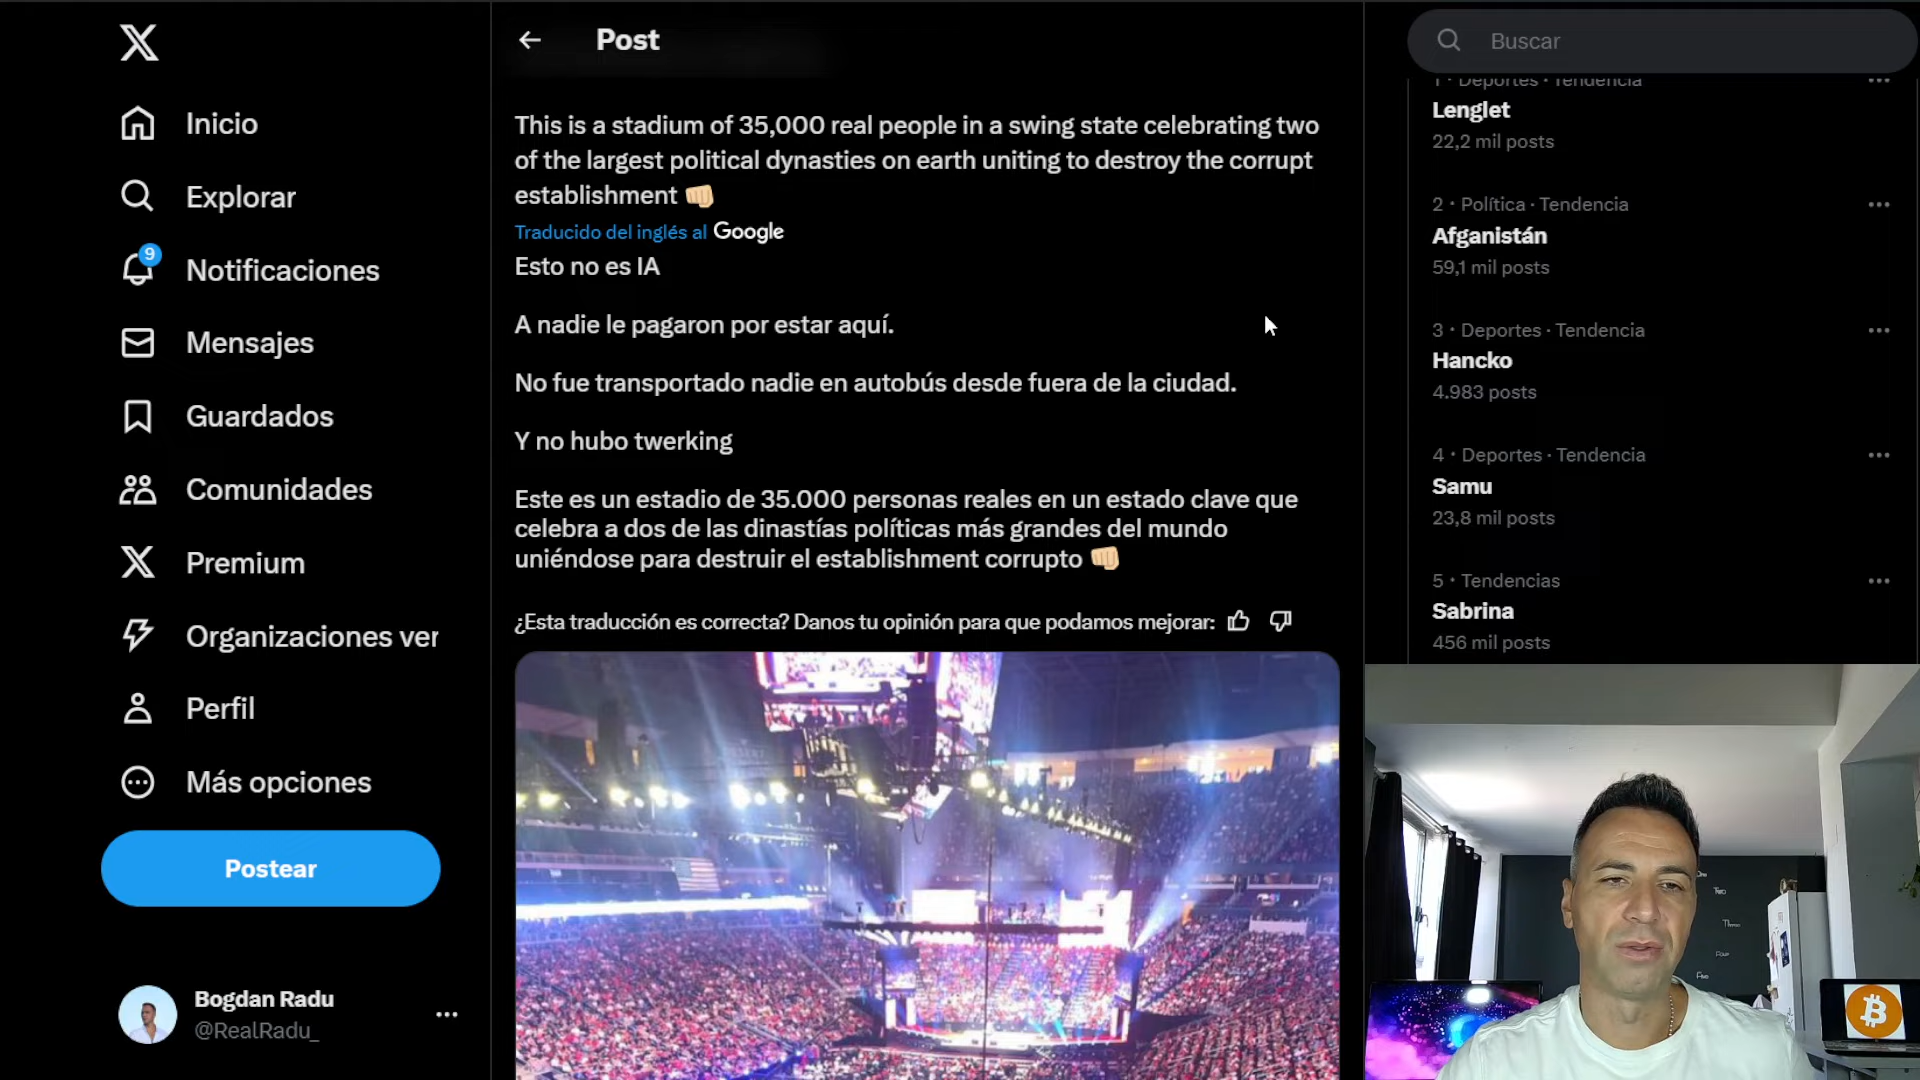 Inicio
Explorar
9
Notificaciones
Mensajes
Guardados
Comunidades
Premium
Organizaciones ver
Perfil
Más opciones
Postear
Bogdan Radu
@RealRadu_
Post
This is a stadium of 35,000 real people in a swing state celebrating two
of the largest political dynasties on earth uniting to destroy the corrupt
establishment 👊🏻
Traducido del inglés al Google
Esto no es IA
A nadie le pagaron por estar aquí.
No fue transportado nadie en autobús desde fuera de la ciudad.
Y no hubo twerking
Este es un estadio de 35.000 personas reales en un estado clave que
celebra a dos de las dinastías políticas más grandes del mundo
uniéndose para destruir el establishment corrupto 👊🏻
¿Esta traducción es correcta? Danos tu opinión para que podamos mejorar:
Buscar
1 · Deportes · Tendencia
Lenglet
22,2 mil posts
2 · Política · Tendencia
Afganistán
59,1 mil posts
3 · Deportes · Tendencia
Hancko
4.983 posts
4 · Deportes · Tendencia
Samu
23,8 mil posts
5 · Tendencias
Sabrina
456 mil posts